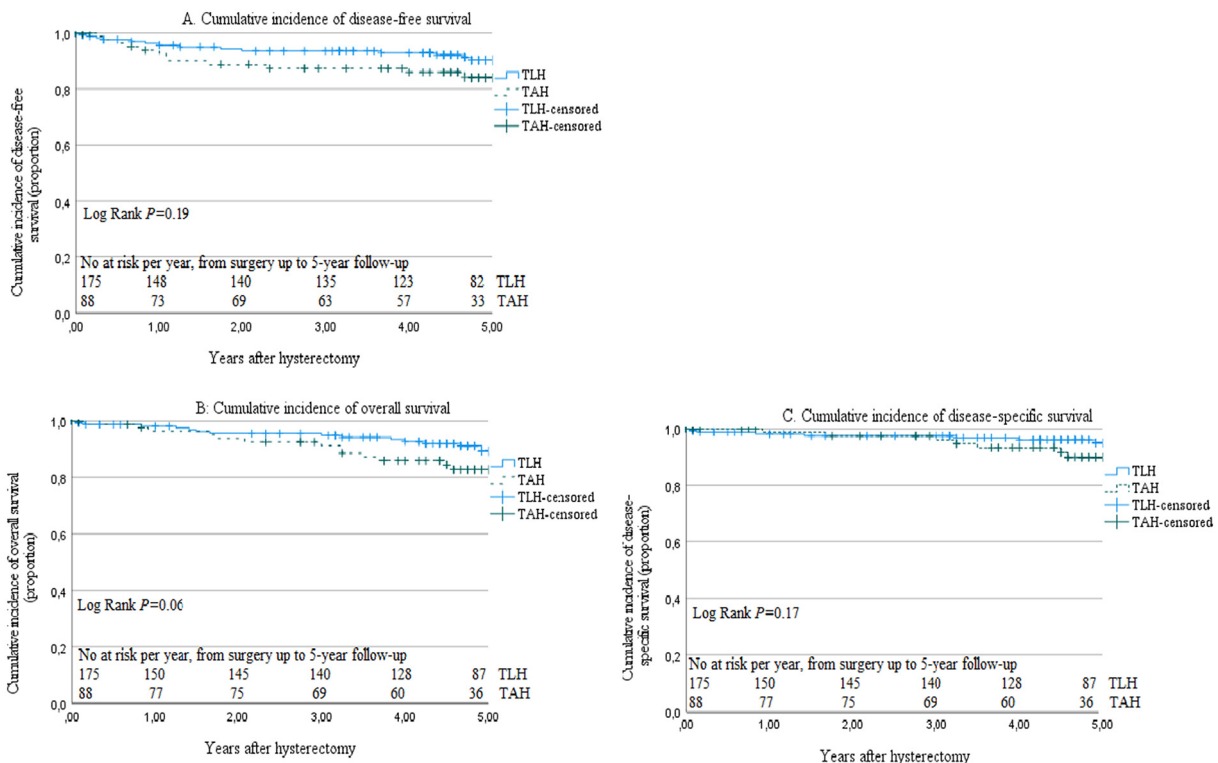 A. Cumulative incidence of disease-free survival
Cumulative incidence of disease-free
survival (proportion)
1,0
0,8
0,6
0,4
0,2
0,0
TLH
TAH
TLH-censored
TAH-censored
Log Rank P=0.19
No at risk per year, from surgery up to 5-year follow-up
175 148 140 135 123 82 TLH
88 73 69 63 57 33 TAH
,00 1,00 2,00 3,00 4,00 5,00
Years after hysterectomy
B: Cumulative incidence of overall survival
Cumulative incidence of overall survival
(proportion)
1,0
0,8
0,6
0,4
0,2
0,0
TLH
TAH
TLH-censored
TAH-censored
Log Rank P=0.06
No at risk per year, from surgery up to 5-year follow-up
175 150 145 140 128 87 TLH
88 77 75 69 60 36 TAH
,00 1,00 2,00 3,00 4,00 5,00
Years after hysterectomy
C. Cumulative incidence of disease-specific survival
Cumulative incidence of disease-
specific survival (proportion)
1,0
0,8
0,6
0,4
0,2
0,0
TLH
TAH
TLH-censored
TAH-censored
Log Rank P=0.17
No at risk per year, from surgery up to 5-year follow-up
175 150 145 140 128 87 TLH
88 77 75 69 60 36 TAH
,00 1,00 2,00 3,00 4,00 5,00
Years after hysterectomy